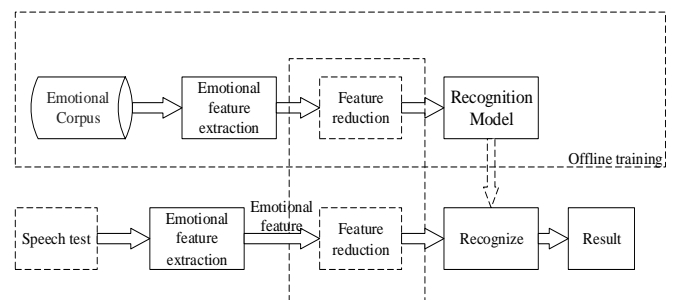 Emotional
Corpus
Emotional
feature
extraction
Feature
reduction
Recognition
Model
Offline training
Speech test
Emotional
feature
extraction
Emotional
feature
Feature
reduction
Recognize
Result